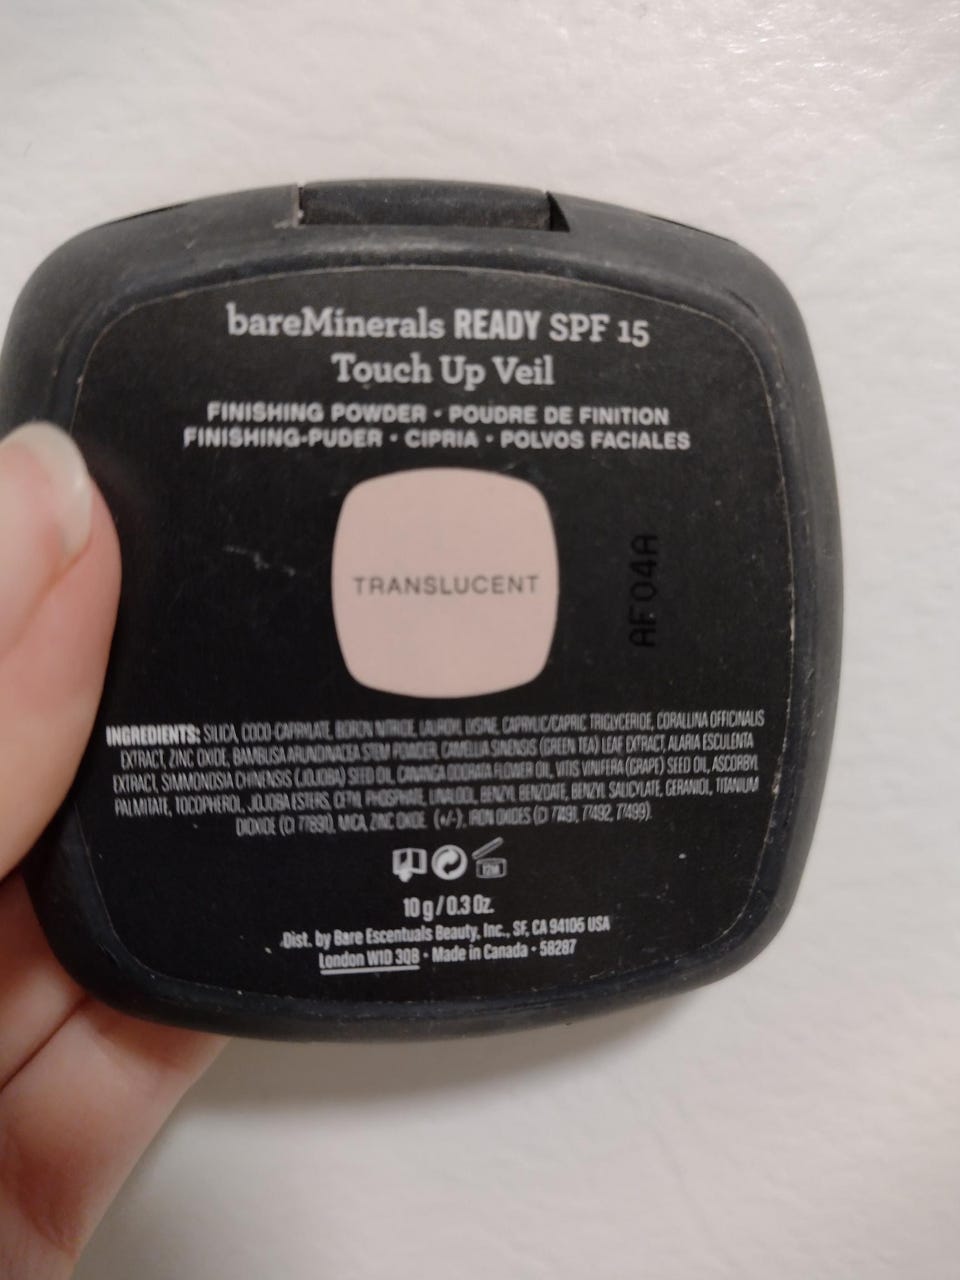 bareMinerals READY SPF 15
Touch Up Veil
FINISHING POWDER • POUDRE DE FINITION
FINISHING-PUDER • CIPRIA • POLVOS FACIALES
TRANSLUCENT
AF04A
INGREDIENTS: SILICA, COCO-CAPRYLATE, BORON NITRIDE, LAUROYL LYSINE, CAPRYLIC/CAPRIC TRIGLYCERIDE, CORALLINA OFFICINALIS
EXTRACT, ZINC OXIDE, BAMBUSA ARUNDINACEA STEM POWDER, CAMELLIA SINENSIS (GREEN TEA) LEAF EXTRACT, ALARIA ESCULENTA
EXTRACT, SIMMONDSIA CHINENSIS (JOJOBA) SEED OIL, CANANGA ODORATA FLOWER OIL, VITIS VINIFERA (GRAPE) SEED OIL, ASCORBYL
PALMITATE, TOCOPHEROL, JOJOBA ESTERS, CETYL PHOSPHATE, LINALOOL, BENZYL BENZOATE, BENZYL SALICYLATE, GERANIOL, TITANIUM
DIOXIDE (CI 77891), MICA, ZINC OXIDE. (+/-), IRON OXIDES (CI 77491, 77492, 77499).
12M
10 g / 0.3 Oz.
Dist. by Bare Escentuals Beauty, Inc., SF, CA 94105 USA
London W1D 3QB • Made in Canada • 58287